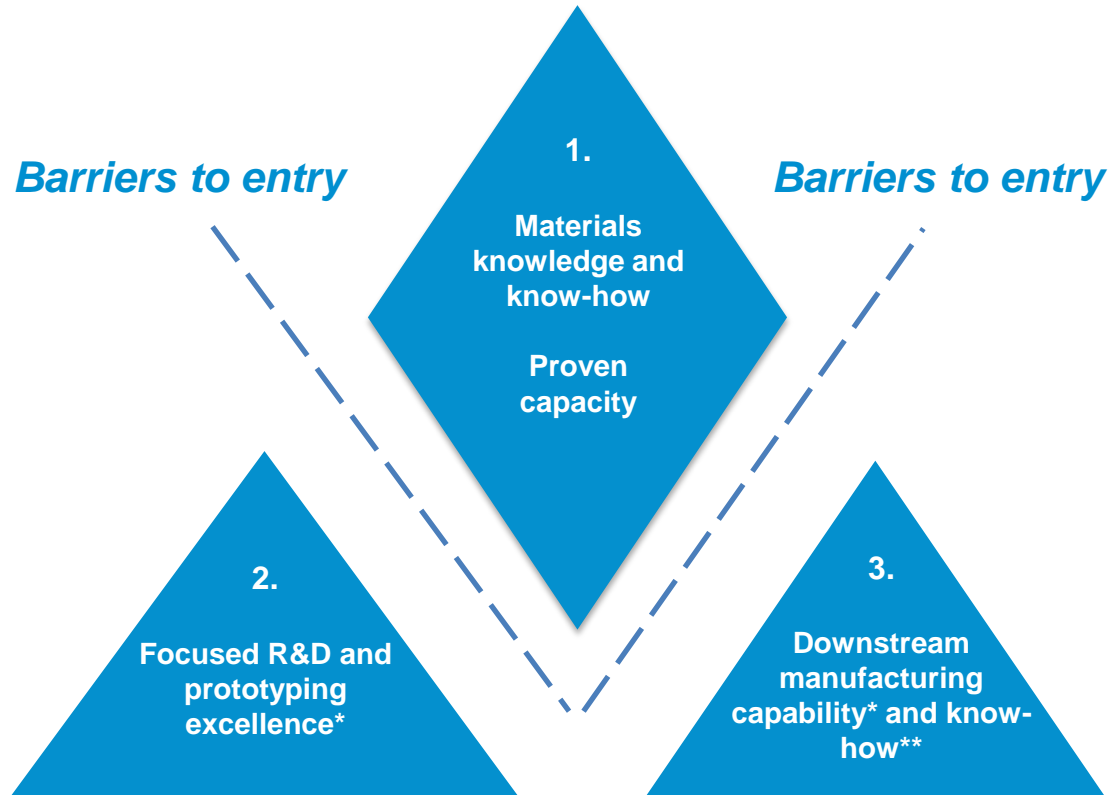 Barriers to entry
Barriers to entry
1.
Materials
knowledge and
know-how
Proven
capacity
2.
Focused R&D and
prototyping
excellence*
3.
Downstream
manufacturing
capability* and know-
how**